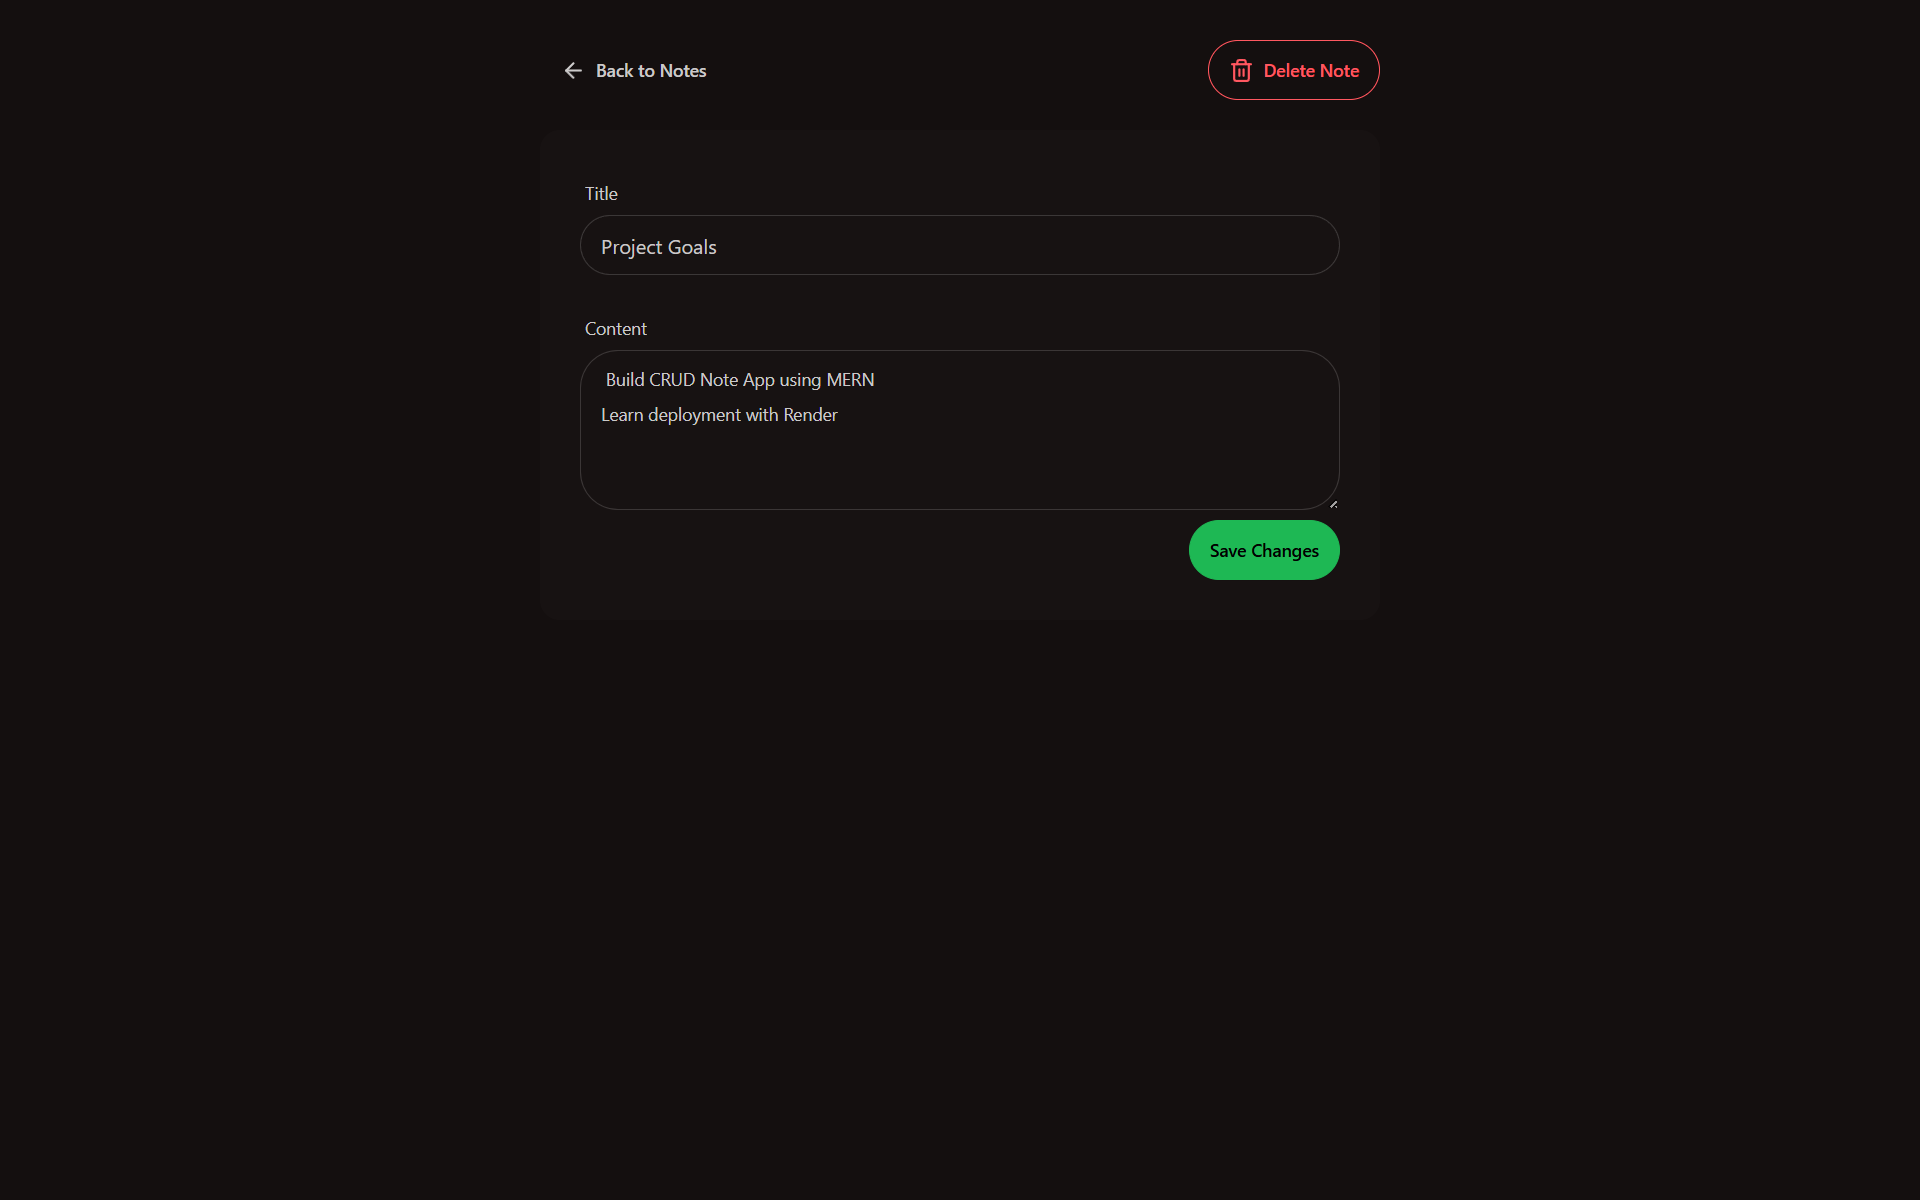 Back to Notes
Delete Note
Title
Project Goals
Content
Build CRUD Note App using MERN
Learn deployment with Render
Save Changes